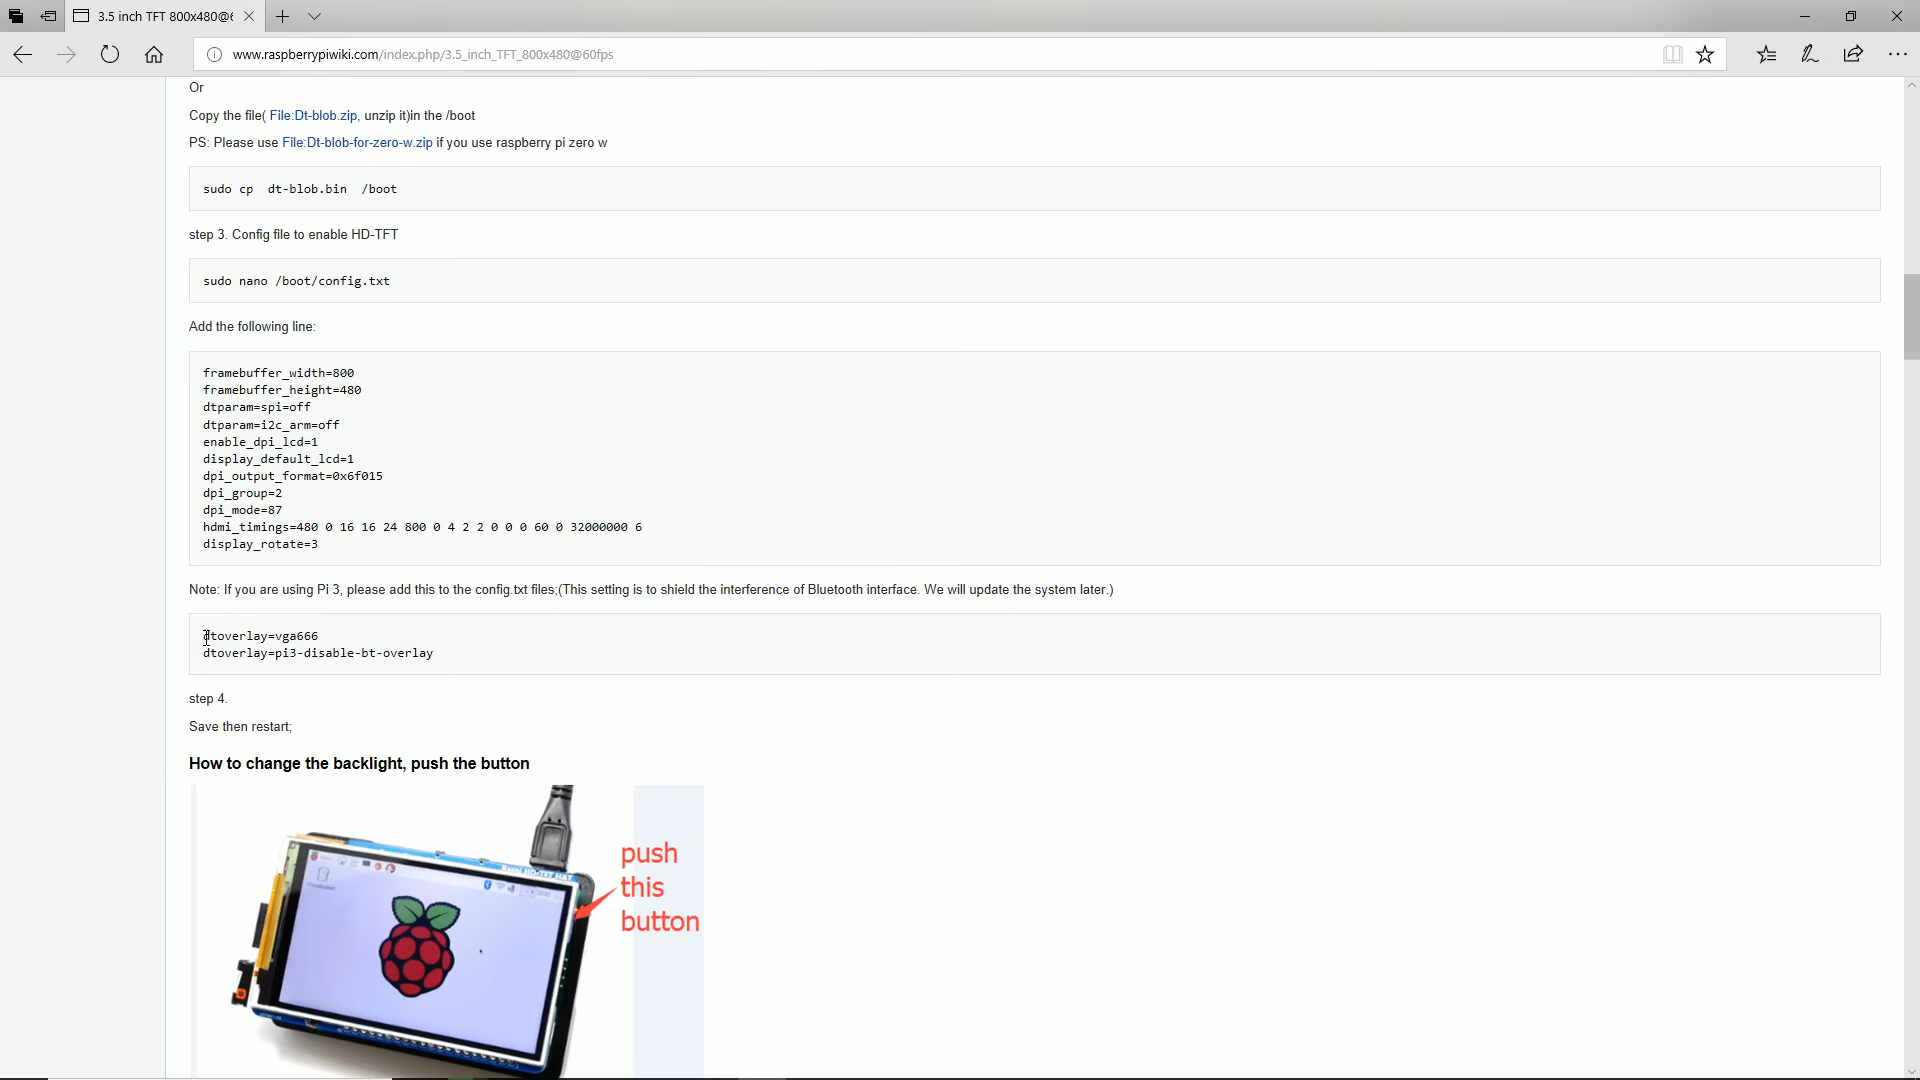 3.5 inch TFT 800x480@6
www.raspberrypiwiki.com/index.php/3.5_inch_TFT_800x480@60fps
Or
Copy the file( File:Dt-blob.zip, unzip it)in the /boot
PS: Please use File:Dt-blob-for-zero-w.zip if you use raspberry pi zero w
sudo cp  dt-blob.bin  /boot
step 3. Config file to enable HD-TFT
sudo nano /boot/config.txt
Add the following line:
framebuffer_width=800
framebuffer_height=480
dtparam=spi=off
dtparam=i2c_arm=off
enable_dpi_lcd=1
display_default_lcd=1
dpi_output_format=0x6f015
dpi_group=2
dpi_mode=87
hdmi_timings=480 0 16 16 24 800 0 4 2 2 0 0 0 60 0 32000000 6
display_rotate=3
Note: If you are using Pi 3, please add this to the config.txt files;(This setting is to shield the interference of Bluetooth interface. We will update the system later.)
dtoverlay=vga666
dtoverlay=pi3-disable-bt-overlay
step 4.
Save then restart;
How to change the backlight, push the button
push
this
button